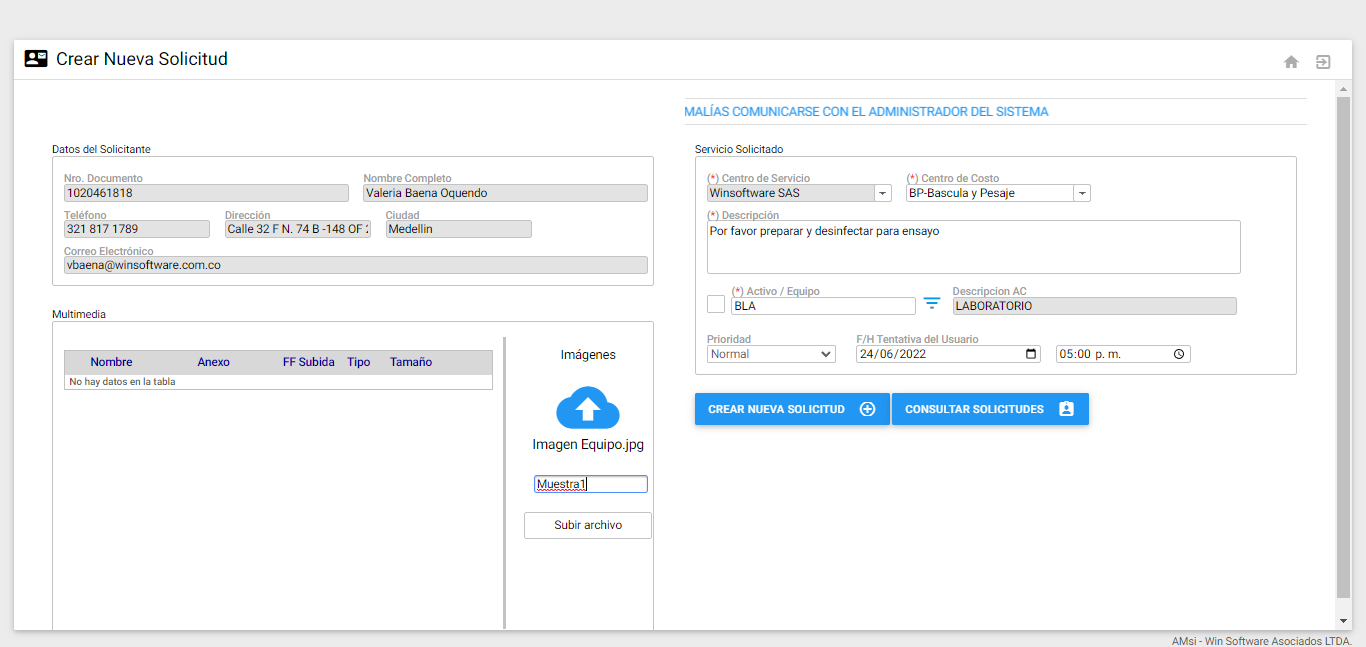 Crear Nueva Solicitud
MALÍAS COMUNICARSE CON EL ADMINISTRADOR DEL SISTEMA
Datos del Solicitante
Nro. Documento
Nombre Completo
1020461818
Valeria Baena Oquendo
Teléfono
Dirección
Ciudad
321 817 1789
Calle 32 F N. 74 B -148 OF
Medellin
Correo Electrónico
vbaena@winsoftware.com.co
Servicio Solicitado
(*) Centro de Servicio
(*) Centro de Costo
Winsoftware SAS
BP-Bascula y Pesaje
(*) Descripción
Por favor preparar y desinfectar para ensayo
(*) Activo / Equipo
Descripcion AC
BLA
LABORATORIO
Prioridad
F/H Tentativa del Usuario
Normal
24/06/2022
05:00 p. m.
CREAR NUEVA SOLICITUD
CONSULTAR SOLICITUDES
Multimedia
Nombre Anexo FF Subida Tipo Tamaño
No hay datos en la tabla
Imágenes
Imagen Equipo.jpg
Muestra1
Subir archivo
AMsi - Win Software Asociados LTDA.